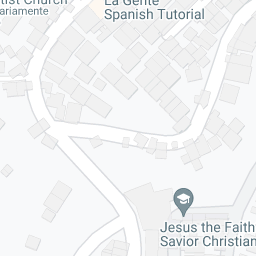 tist Church
ariamente
La Gente
Spanish Tutorial
Jesus the Faith
Savior Christian